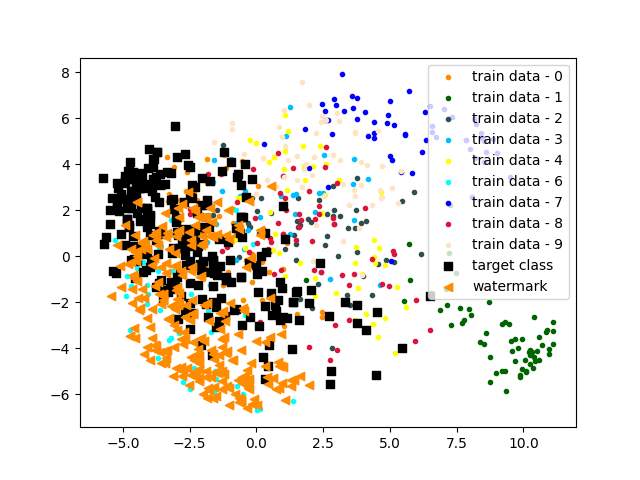 8
6
4
2
0
−2
−4
−6
−5.0 −2.5 0.0 2.5 5.0 7.5 10.0
train data - 0
train data - 1
train data - 2
train data - 3
train data - 4
train data - 6
train data - 7
train data - 8
train data - 9
target class
watermark